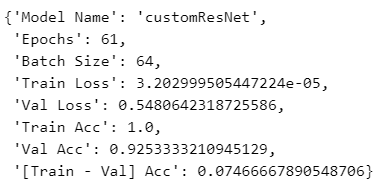 {'Model Name': 'customResNet',
 'Epochs': 61,
 'Batch Size': 64,
 'Train Loss': 3.202999505447224e-05,
 'Val Loss': 0.5480642318725586,
 'Train Acc': 1.0,
 'Val Acc': 0.9253333210945129,
 '[Train - Val] Acc': 0.07466667890548706}